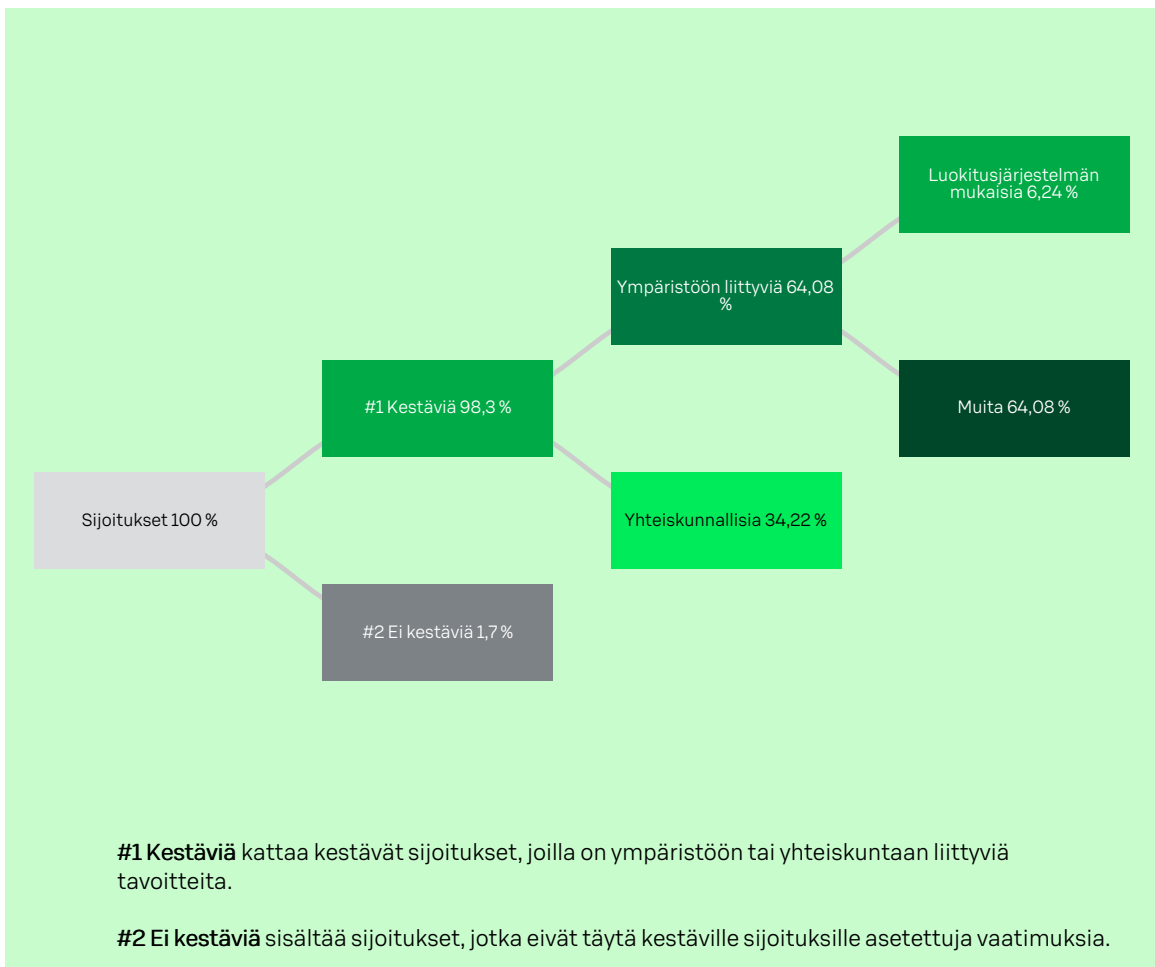 Luokitusjärjestelmän
mukaisia 6,24 %
Ympäristöön liittyviä 64,08
%
#1 Kestäviä 98,3 %
Muita 64,08 %
Sijoitukset 100 %
Yhteiskunnallisia 34,22 %
#2 Ei kestäviä 1,7 %
#1 Kestäviä kattaa kestävät sijoitukset, joilla on ympäristöön tai yhteiskuntaan liittyviä
tavoitteita.
#2 Ei kestäviä sisältää sijoitukset, jotka eivät täytä kestäville sijoituksille asetettuja vaatimuksia.